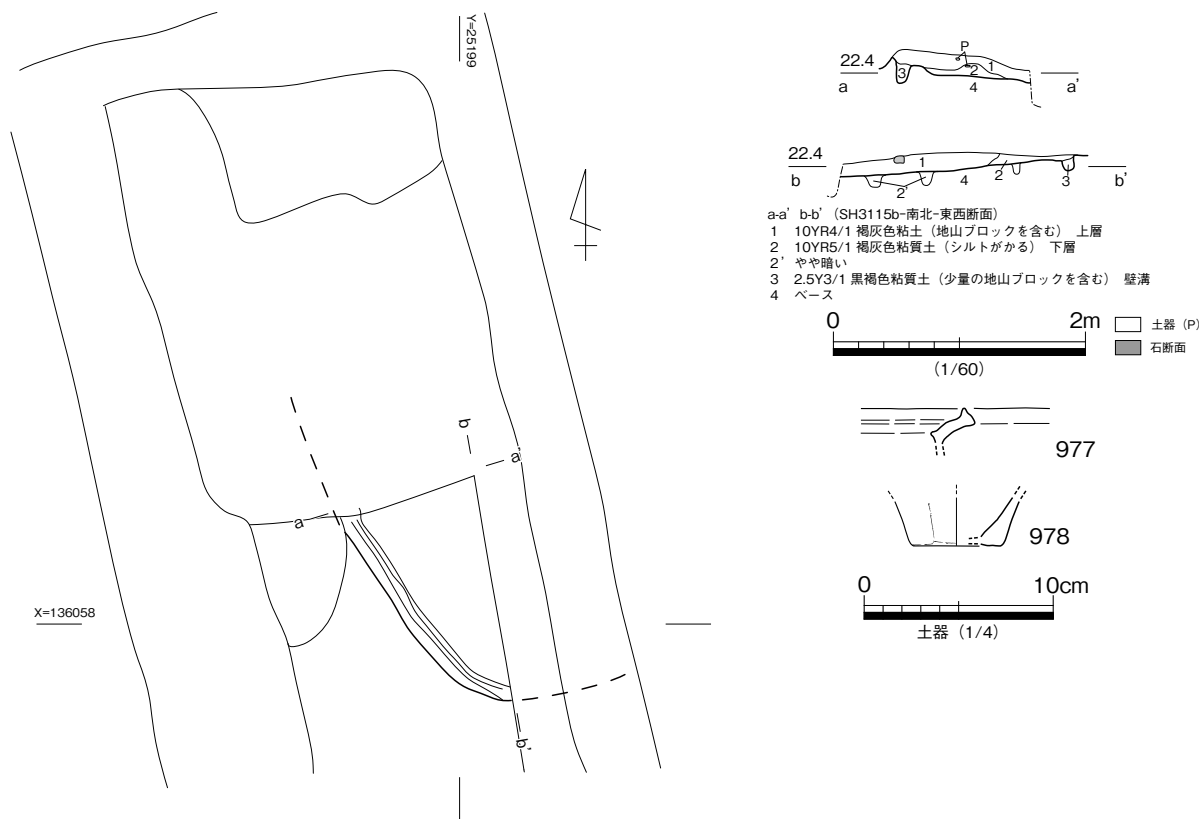 Y=25199
X=136058
b
a'
a
b'
P
22.4
3
2
1
a
4
a'
22.4
1
b
2'
4
2
3
b'
a-a' b-b'(SH3115b-南北-東西断面)
1 10YR4/1 褐灰色粘土(地山ブロックを含む) 上層
2 10YR5/1 褐灰色粘質土(シルトがかる) 下層
2' やや暗い
3 2.5Y3/1 黒褐色粘質土(少量の地山ブロックを含む) 壁溝
4 ベース
0 2m
(1/60)
土器(P)
石断面
977
978
0 10cm
土器(1/4)